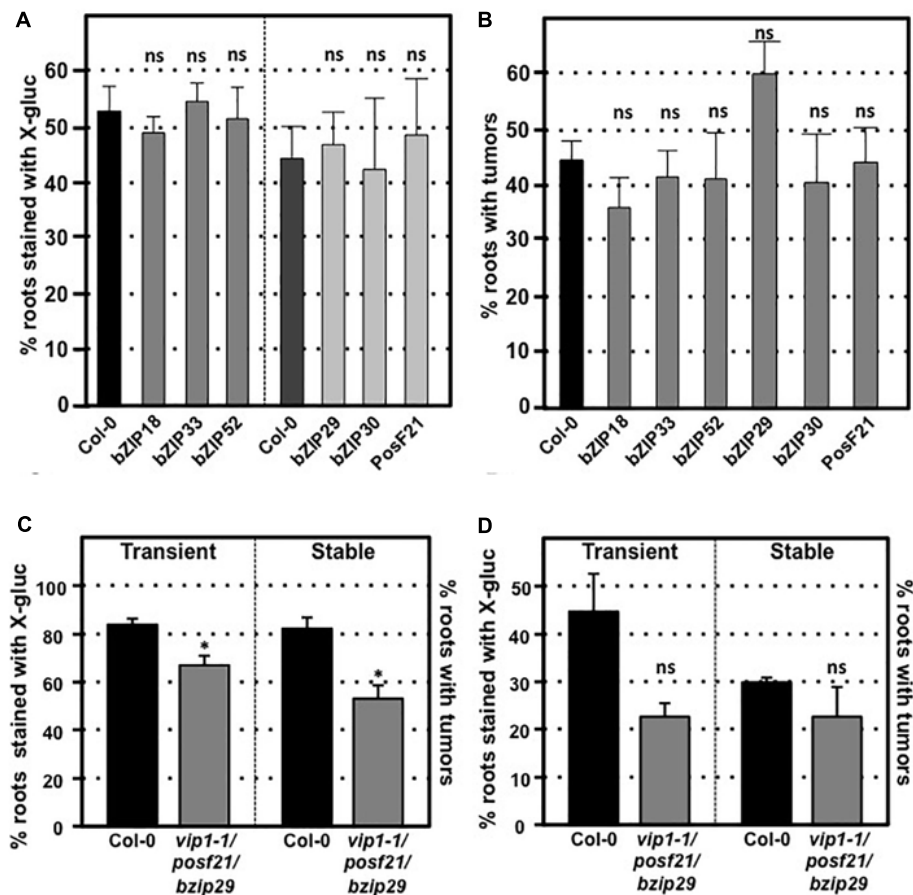 A
% roots stained with X-gluc
60
50
40
30
20
10
0
ns
ns
ns
ns
ns
ns
Col-0
bZIP18
bZIP33
bZIP52
Col-0
bZIP29
bZIP30
PosF21
B
% roots with tumors
60
50
40
30
20
10
0
ns
ns
ns
ns
ns
ns
Col-0
bZIP18
bZIP33
bZIP52
bZIP29
bZIP30
PosF21
C
Transient
Stable
% roots stained with X-gluc
100
80
60
40
20
0
*
*
% roots with tumors
Col-0
vip1-1/
posf21/
bzip29
Col-0
vip1-1/
posf21/
bzip29
D
Transient
Stable
% roots stained with X-gluc
50
40
30
20
10
0
ns
ns
% roots with tumors
Col-0
vip1-1/
posf21/
bzip29
Col-0
vip1-1/
posf21/
bzip29